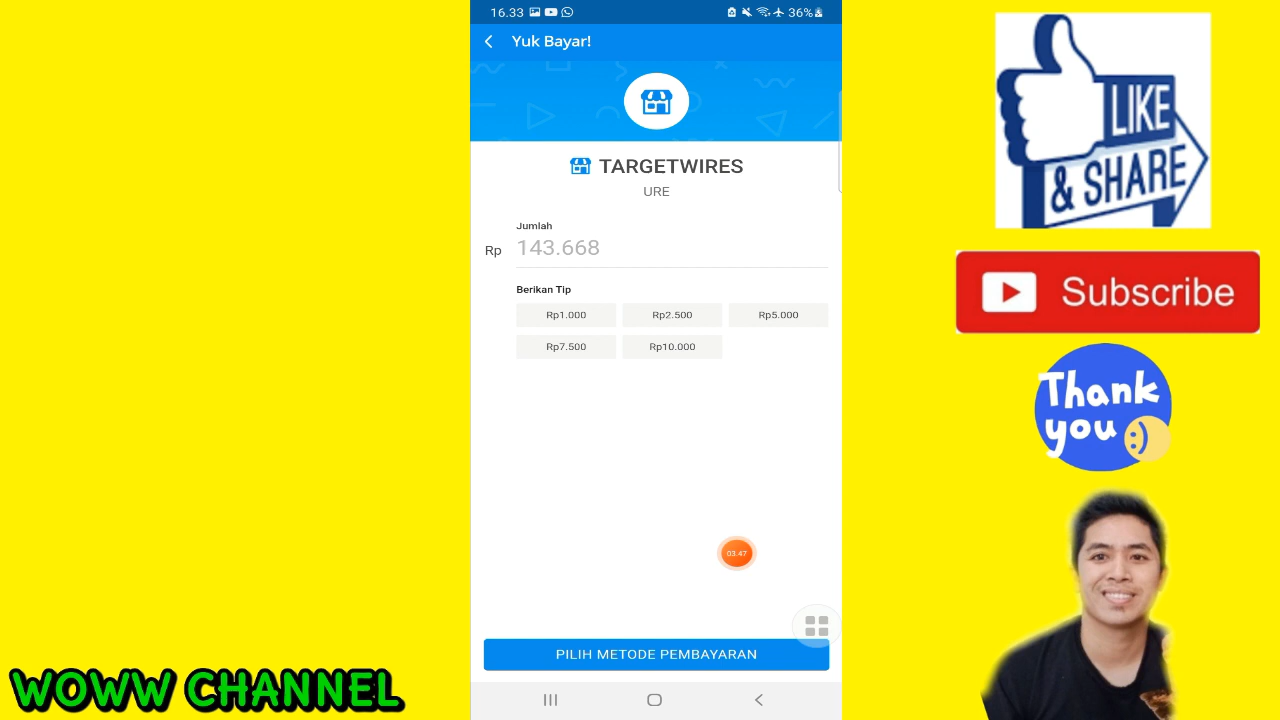 16.33
36%
Yuk Bayar!
TARGETWIRES
URE
Jumlah
Rp 143.668
Berikan Tip
Rp1.000 Rp2.500 Rp5.000
Rp7.500 Rp10.000
03.47
PILIH METODE PEMBAYARAN
LIKE
& SHARE
Subscribe
Thank
you
WOWW CHANNEL